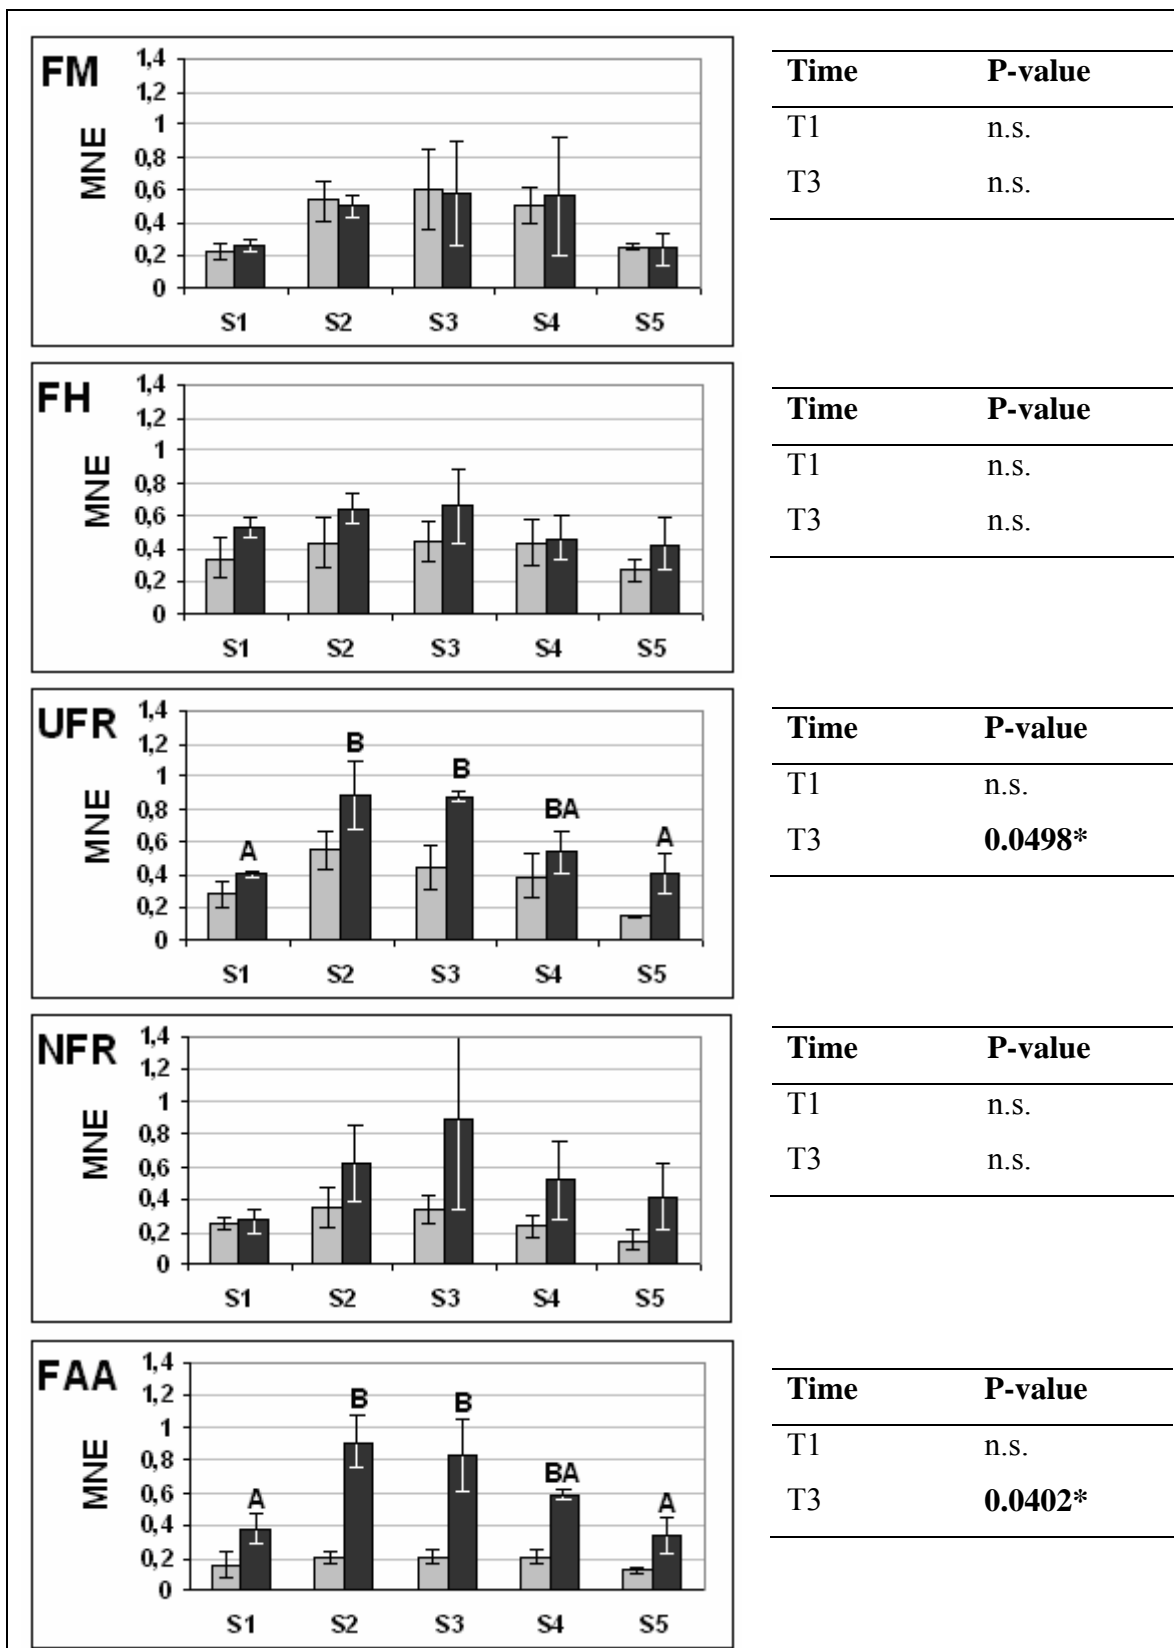 FM
MNE
1,4
1,2
1
0,8
0,6
0,4
0,2
0
S1 S2 S3 S4 S5
Time P-value
T1 n.s.
T3 n.s.
FH
MNE
1,4
1,2
1
0,8
0,6
0,4
0,2
0
S1 S2 S3 S4 S5
Time P-value
T1 n.s.
T3 n.s.
UFR
MNE
1,4
1,2
1
0,8
0,6
0,4
0,2
0
A B B BA A
S1 S2 S3 S4 S5
Time P-value
T1 n.s.
T3 0.0498*
NFR
MNE
1,4
1,2
1
0,8
0,6
0,4
0,2
0
S1 S2 S3 S4 S5
Time P-value
T1 n.s.
T3 n.s.
FAA
MNE
1,4
1,2
1
0,8
0,6
0,4
0,2
0
A B B BA A
S1 S2 S3 S4 S5
Time P-value
T1 n.s.
T3 0.0402*